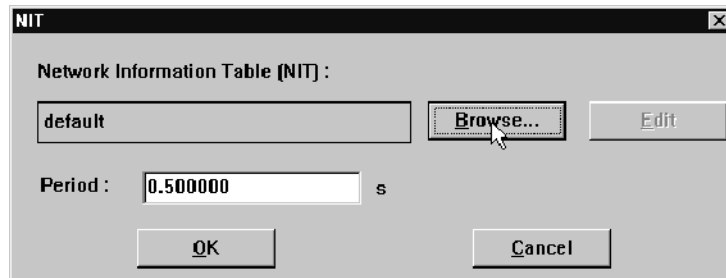 NIT
Network Information Table (NIT) :
default Browse... Edit
Period : 0.500000 s
OK Cancel